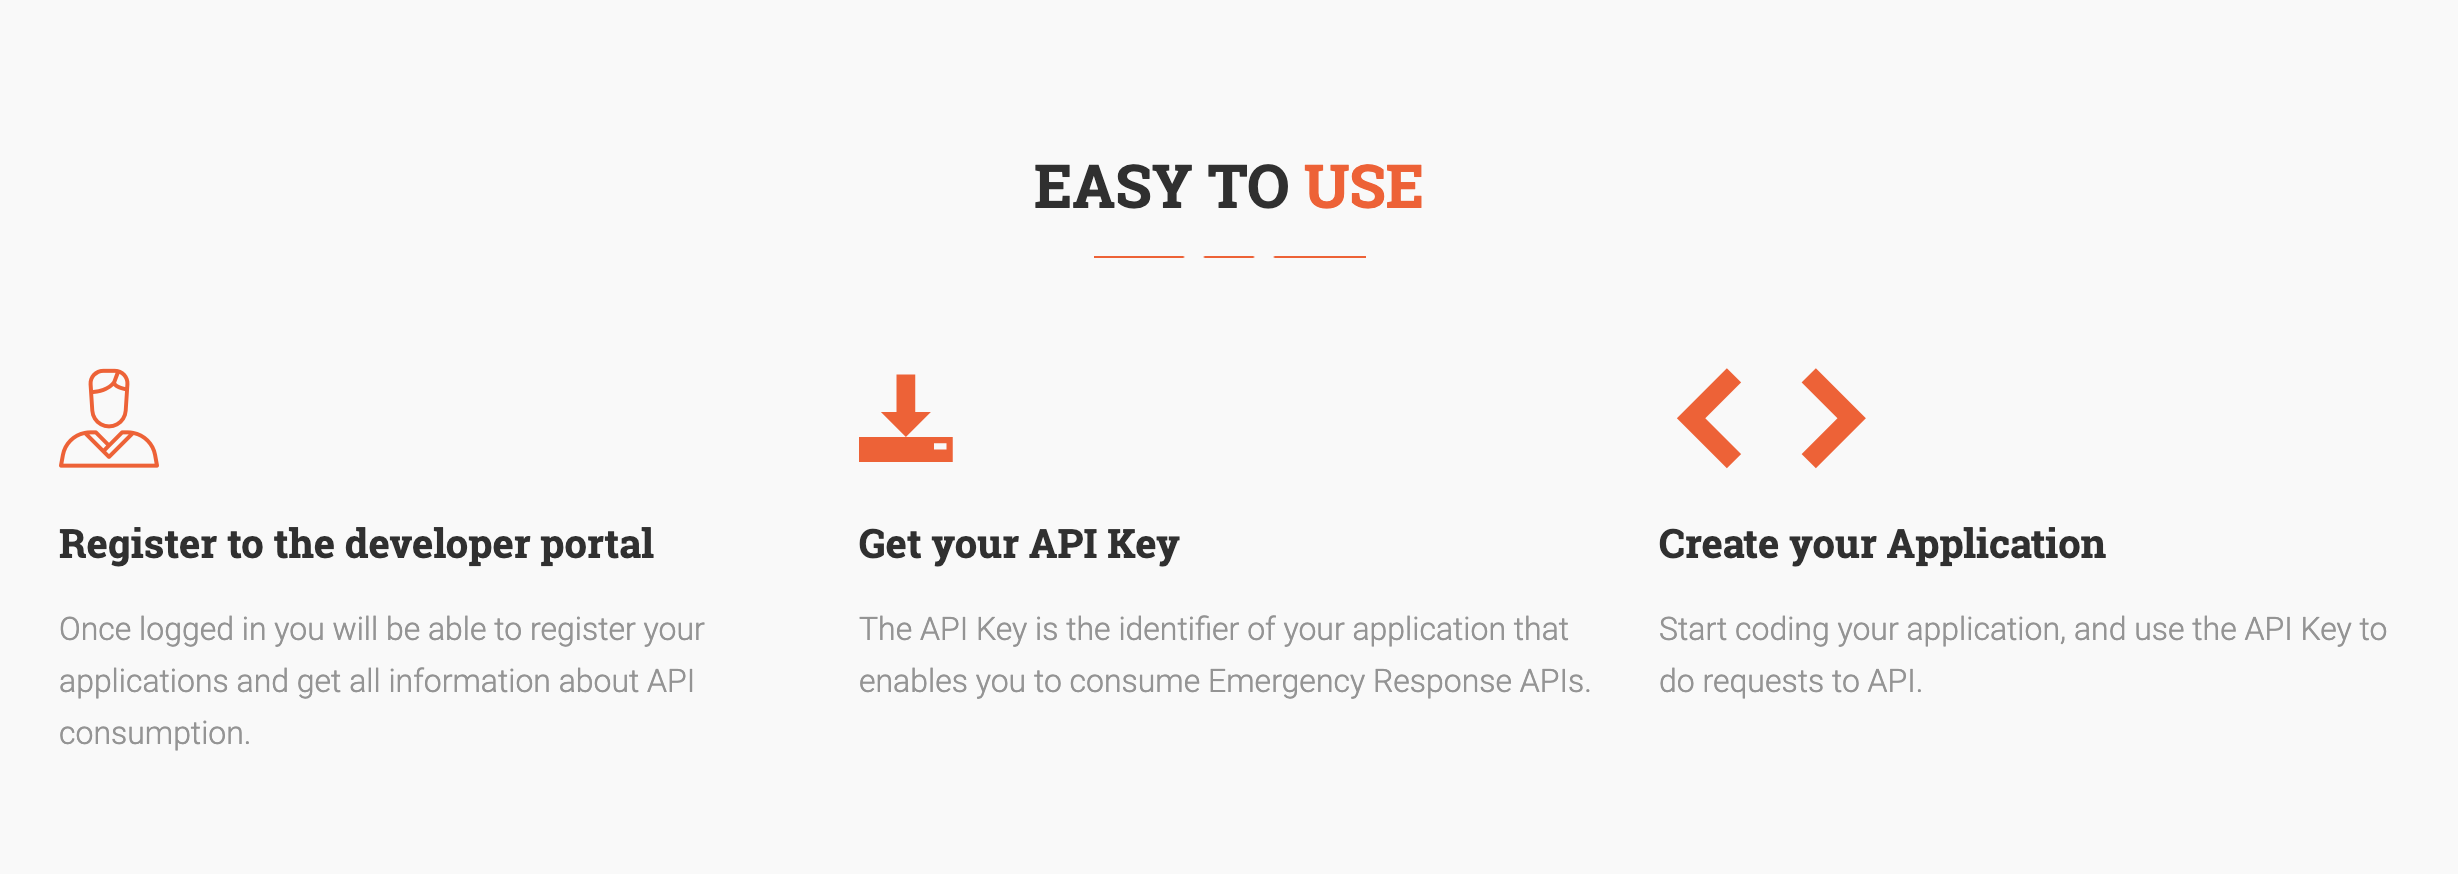 EASY TO USE
Register to the developer portal
Once logged in you will be able to register your
applications and get all information about API
consumption.
Get your API Key
The API Key is the identifier of your application that
enables you to consume Emergency Response APIs.
Create your Application
Start coding your application, and use the API Key to
do requests to API.